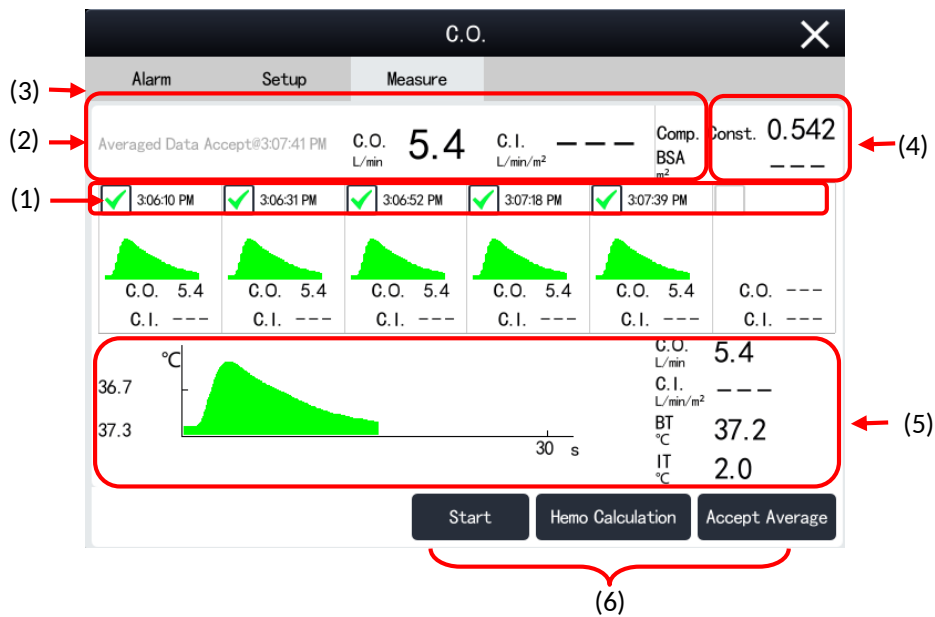 C.O.
Alarm Setup Measure
(3)
(2)
Averaged Data Accept@3:07:41 PM C.O. L/min 5.4 C.I. L/min/m² --- Comp. Const. 0.542
BSA m² ---
(4)
(1)
3:06:10 PM 3:06:31 PM 3:06:52 PM 3:07:18 PM 3:07:39 PM
C.O. 5.4 C.O. 5.4 C.O. 5.4 C.O. 5.4 C.O. 5.4 C.O. ---
C.I. --- C.I. --- C.I. --- C.I. --- C.I. --- C.I. ---
℃
36.7
37.3
30 s
C.O. L/min 5.4
C.I. L/min/m² ---
BT ℃ 37.2
IT ℃ 2.0
(5)
Start Hemo Calculation Accept Average
(6)